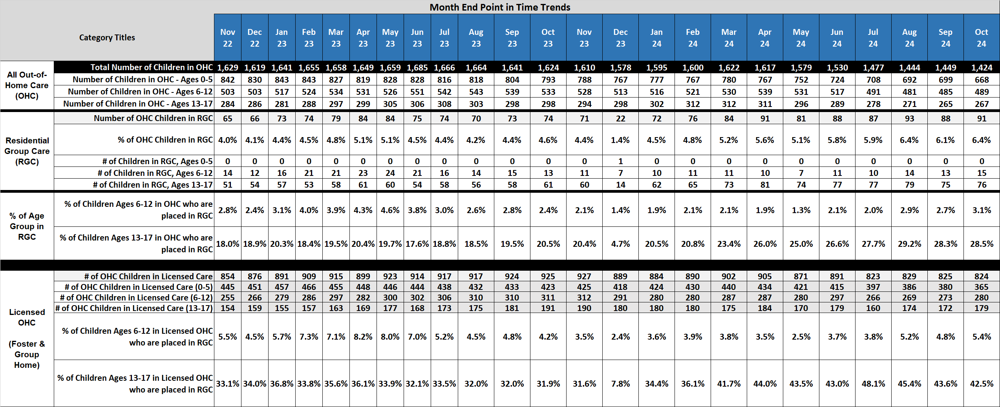 Month End Point in Time Trends
Category Titles Nov 22 Dec 22 Jan 23 Feb 23 Mar 23 Apr 23 May 23 Jun 23 Jul 23 Aug 23 Sep 23 Oct 23 Nov 23 Dec 23 Jan 24 Feb 24 Mar 24 Apr 24 May 24 Jun 24 Jul 24 Aug 24 Sep 24 Oct 24
All Out-of-
Home Care
(OHC)
Total Number of Children in OHC 1,629 1,619 1,641 1,655 1,658 1,649 1,659 1,685 1,666 1,664 1,641 1,624 1,610 1,578 1,595 1,600 1,622 1,617 1,579 1,530 1,477 1,444 1,449 1,424
Number of Children in OHC - Ages 0-5 842 830 843 843 827 819 828 828 816 818 804 793 788 767 777 767 780 767 752 724 708 692 699 668
Number of Children in OHC - Ages 6-12 503 503 517 524 534 531 526 551 542 543 539 533 528 513 516 521 530 539 531 517 491 481 485 489
Number of Children in OHC - Ages 13-17 284 286 281 288 297 299 305 306 308 303 298 298 294 298 302 312 312 311 296 289 278 271 265 267
Residential
Group Care
(RGC)
Number of OHC Children in RGC 65 66 73 74 79 84 84 75 74 70 73 74 71 22 72 76 84 91 81 88 87 93 88 91
% of OHC Children in RGC 4.0% 4.1% 4.4% 4.5% 4.8% 5.1% 5.1% 4.5% 4.4% 4.2% 4.4% 4.6% 4.4% 1.4% 4.5% 4.8% 5.2% 5.6% 5.1% 5.8% 5.9% 6.4% 6.1% 6.4%
# of Children in RGC, Ages 0-5 0 0 0 0 0 0 0 0 0 0 0 0 0 1 0 0 0 0 0 0 0 0 0 0
# of Children in RGC, Ages 6-12 14 12 16 21 21 23 24 21 16 14 15 13 11 7 10 11 11 10 7 11 10 14 13 15
# of Children in RGC, Ages 13-17 51 54 57 53 58 61 60 54 58 56 58 61 60 14 62 65 73 81 74 77 77 79 75 76
% of Age
Group in
RGC
% of Children Ages 6-12 in OHC who are
placed in RGC 2.8% 2.4% 3.1% 4.0% 3.9% 4.3% 4.6% 3.8% 3.0% 2.6% 2.8% 2.4% 2.1% 1.4% 1.9% 2.1% 2.1% 1.9% 1.3% 2.1% 2.0% 2.9% 2.7% 3.1%
% of Children Ages 13-17 in OHC who are
placed in RGC 18.0% 18.9% 20.3% 18.4% 19.5% 20.4% 19.7% 17.6% 18.8% 18.5% 19.5% 20.5% 20.4% 4.7% 20.5% 20.8% 23.4% 26.0% 25.0% 26.6% 27.7% 29.2% 28.3% 28.5%
Licensed
OHC
(Foster &
Group
Home)
# of OHC Children in Licensed Care 854 876 891 909 915 899 923 914 917 917 924 925 927 889 884 890 902 905 871 891 823 829 825 824
# of OHC Children in Licensed Care (0-5) 445 451 457 466 455 448 446 444 438 432 433 423 425 418 424 430 440 434 421 415 397 386 380 365
# of OHC Children in Licensed Care (6-12) 255 266 279 286 297 282 300 302 306 310 310 311 312 291 280 280 287 287 280 297 266 269 273 280
# of OHC Children in Licensed Care (13-17) 154 159 155 157 163 169 177 168 173 175 181 191 190 180 180 180 175 184 170 179 160 174 172 179
% of Children Ages 6-12 in Licensed OHC
who are placed in RGC 5.5% 4.5% 5.7% 7.3% 7.1% 8.2% 8.0% 7.0% 5.2% 4.5% 4.8% 4.2% 3.5% 2.4% 3.6% 3.9% 3.8% 3.5% 2.5% 3.7% 3.8% 5.2% 4.8% 5.4%
% of Children Ages 13-17 in Licensed OHC
who are placed in RGC 33.1% 34.0% 36.8% 33.8% 35.6% 36.1% 33.9% 32.1% 33.5% 32.0% 32.0% 31.9% 31.6% 7.8% 34.4% 36.1% 41.7% 44.0% 43.5% 43.0% 48.1% 45.4% 43.6% 42.5%